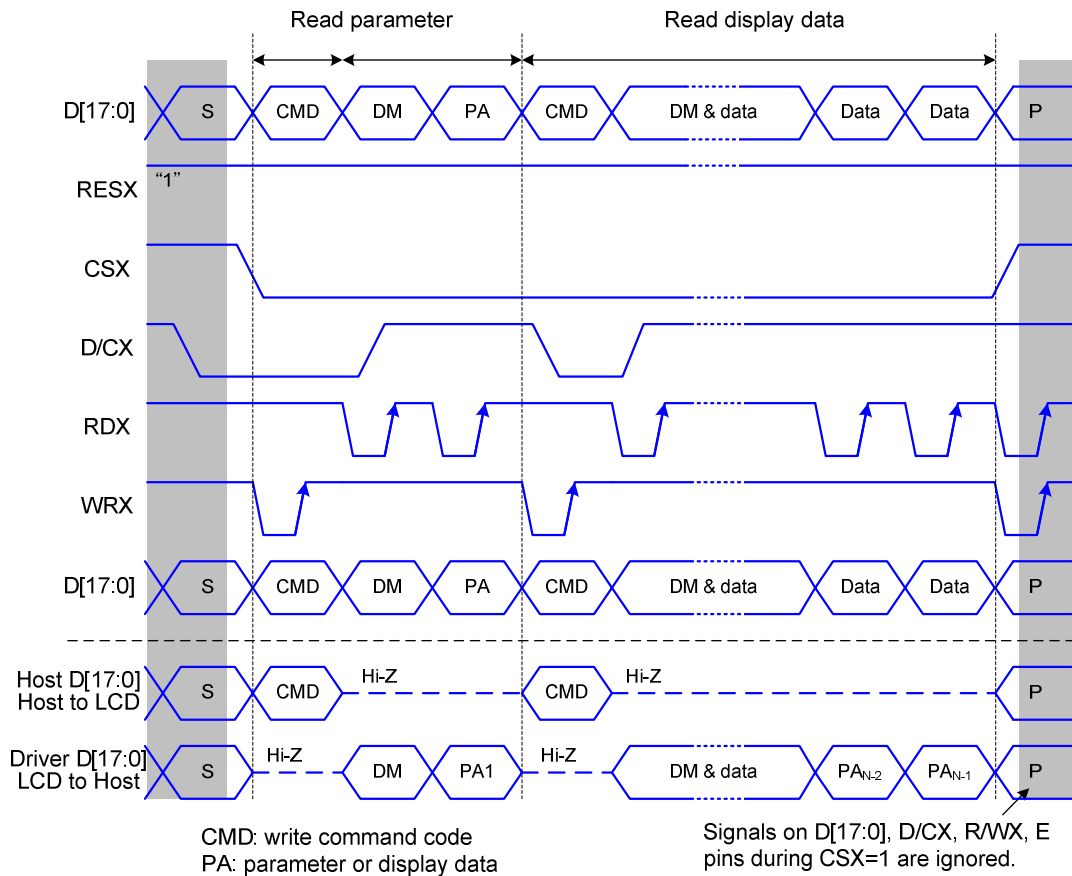 Read parameter Read display data
D[17:0] S CMD DM PA CMD DM & data Data Data P
RESX "1"
CSX
D/CX
RDX
WRX
D[17:0] S CMD DM PA CMD DM & data Data Data P
Host D[17:0]
Host to LCD
S CMD Hi-Z CMD Hi-Z P
Driver D[17:0]
LCD to Host
S Hi-Z DM PA1 Hi-Z DM & data PAN-2 PAN-1 P
CMD: write command code
PA: parameter or display data
Signals on D[17:0], D/CX, R/WX, E
pins during CSX=1 are ignored.